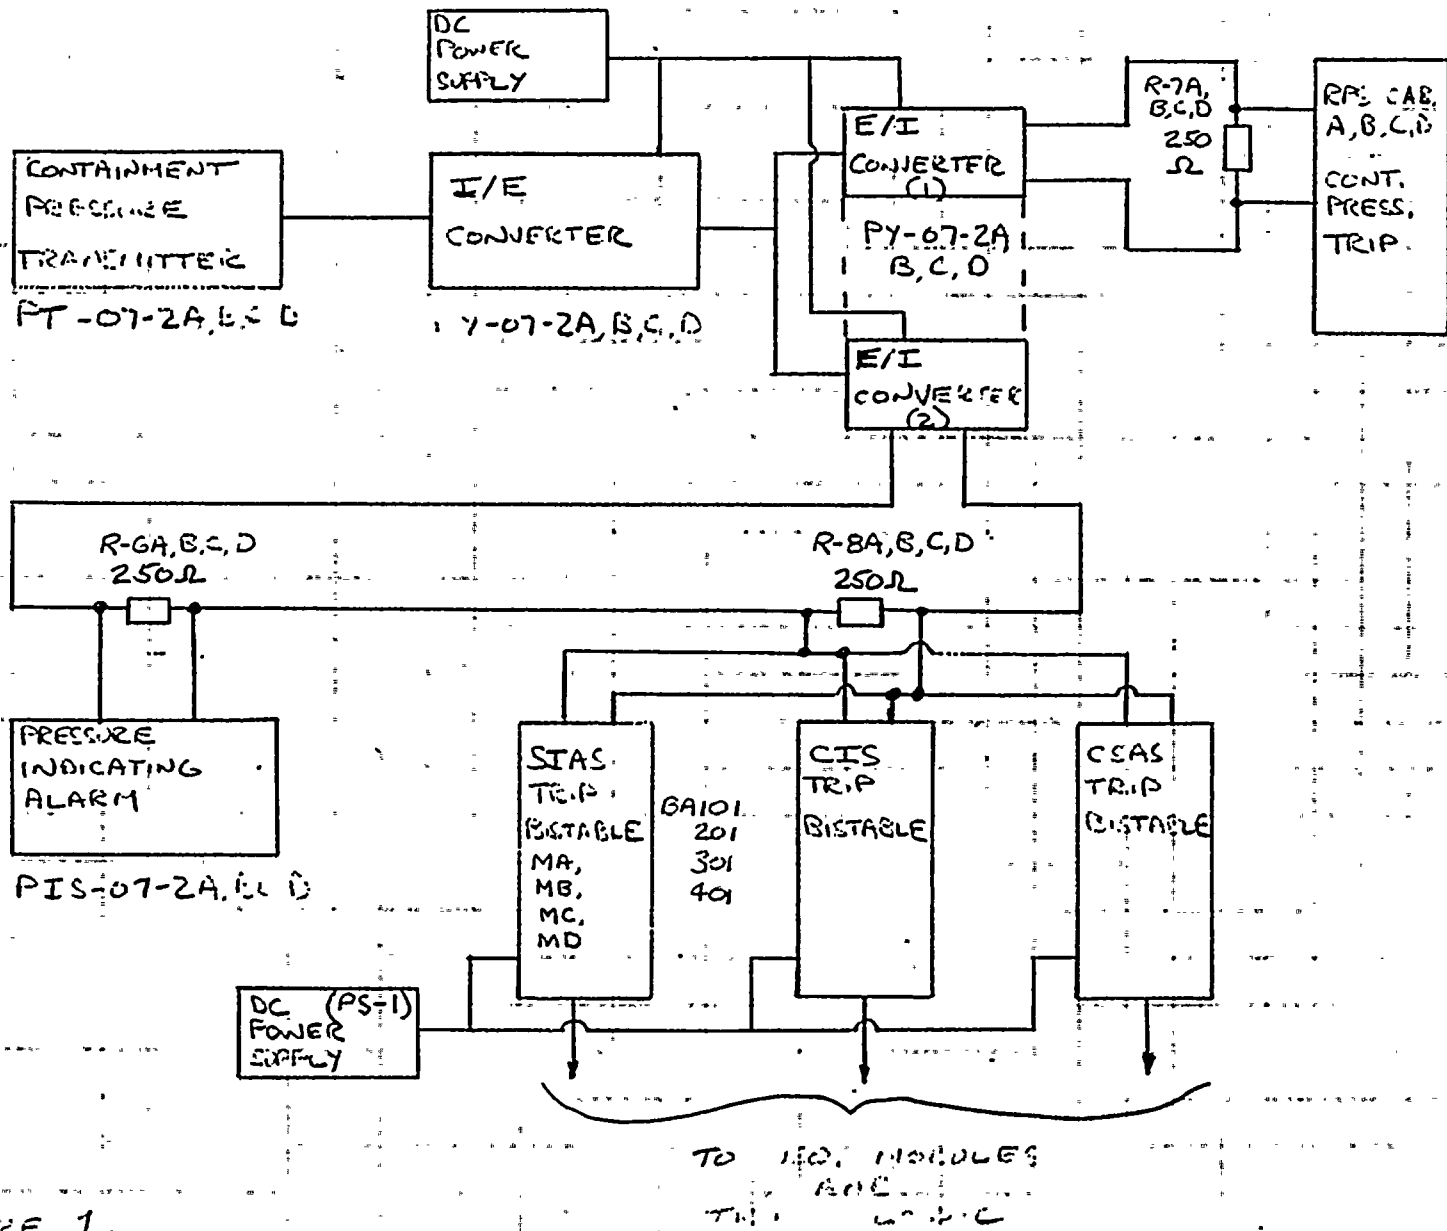 DC
POWER
SUPPLY
E/I
CONVERTER
(1)
PY-07-2A
B, C, D
R-7A,
B,C,D
250
Ω
CAB.
A, B, C, D
CONT.
PRESS.
TRIP
CONTAINMENT
PRESSURE
TRANSMITTER
PT-07-2A,
I/E
CONVERTER
Y-07-2A, B, C, D
E/I
CONVERTER
(2)
R-6A, B, C, D
250Ω
R-8A, B, C, D
250Ω
PRESSURE
INDICATING
ALARM
PIS-07-2A, D
SIAS
TRIP
BISTABLE
MA,
MB,
MC,
MD
BA101
201
301
401
CIS
TRIP
BISTABLE
CSAS
TRIP
BISTABLE
DC (PS-1)
POWER
SUPPLY
TO MODULES
1